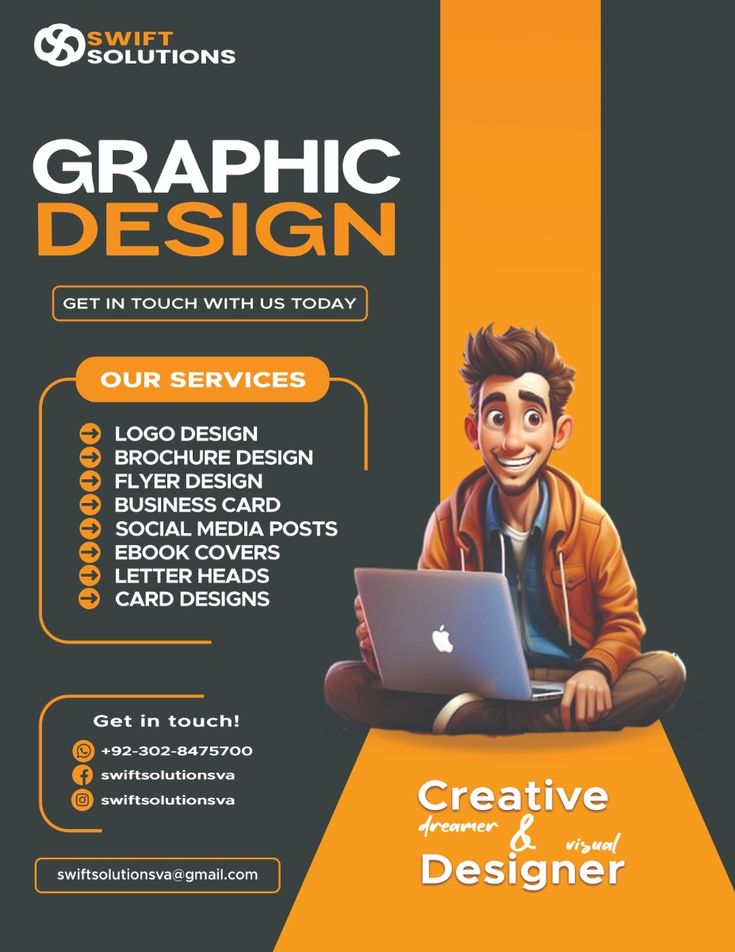 SWIFT
SOLUTIONS
GRAPHIC
DESIGN
GET IN TOUCH WITH US TODAY
OUR SERVICES
LOGO DESIGN
BROCHURE DESIGN
FLYER DESIGN
BUSINESS CARD
SOCIAL MEDIA POSTS
EBOOK COVERS
LETTER HEADS
CARD DESIGNS
Get in touch!
+92-302-8475700
swiftsolutionsva
swiftsolutionsva
swiftsolutionsva@gmail.com
Creative
dreamer & visual
Designer